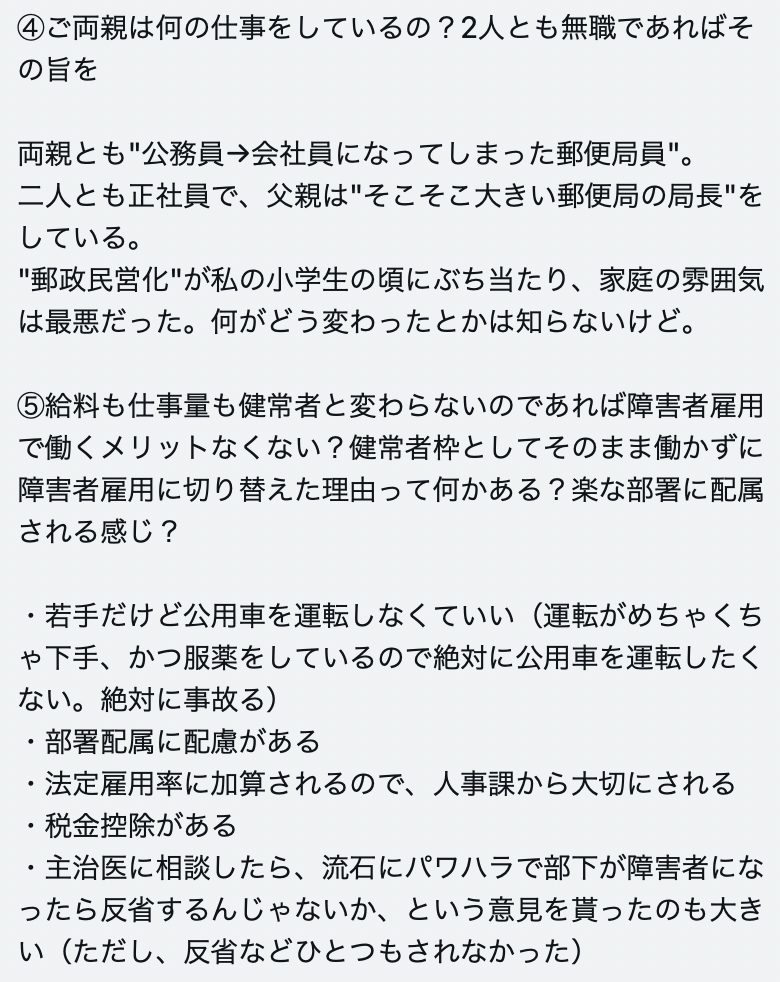 ④ご両親は何の仕事をしているの？2人とも無職であればそ
の旨を
両親とも"公務員→会社員になってしまった郵便局員"。
二人とも正社員で、父親は"そこそこ大きい郵便局の局長"を
している。
"郵政民営化"が私の小学生の頃にぶち当たり、家庭の雰囲気
は最悪だった。何がどう変わったとかは知らないけど。
⑤給料も仕事量も健常者と変わらないのであれば障害者雇用
で働くメリットなくない？健常者枠としてそのまま働かずに
障害者雇用に切り替えた理由って何かある？楽な部署に配属
される感じ？
・若手だけど公用車を運転しなくていい（運転がめちゃくち
ゃ下手、かつ服薬をしているので絶対に公用車を運転したく
ない。絶対に事故る）
・部署配属に配慮がある
・法定雇用率に加算されるので、人事課から大切にされる
・税金控除がある
・主治医に相談したら、流石にパワハラで部下が障害者にな
ったら反省するんじゃないか、という意見を貰ったのも大き
い（ただし、反省などひとつもされなかった）